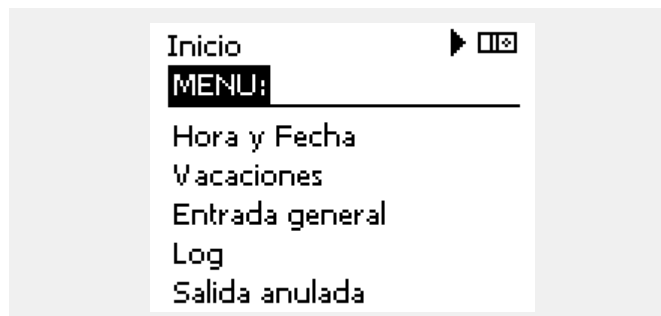 Inicio
MENU:
Hora y Fecha
Vacaciones
Entrada general
Log
Salida anulada